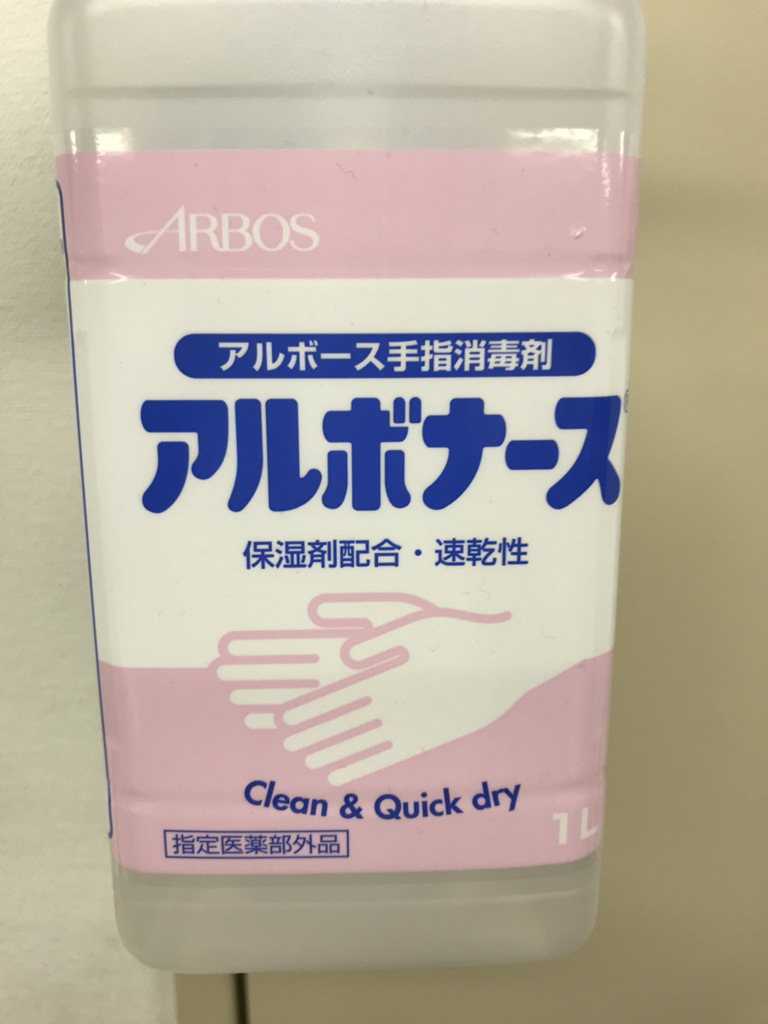 ARBOS
アルボース手指消毒剤
アルボナース®
保湿剤配合・速乾性
Clean & Quick dry
1L
指定医薬部外品